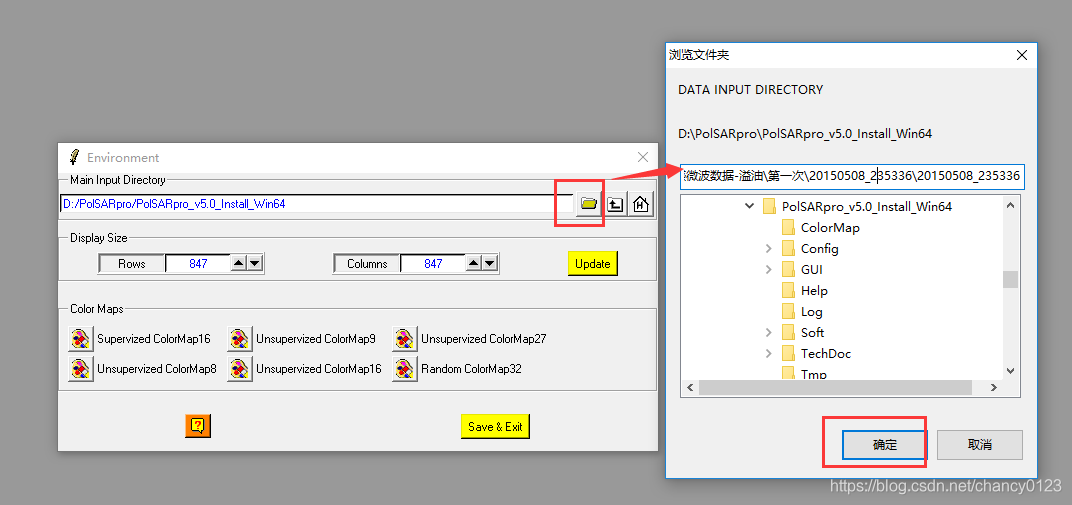 Environment
Main Input Directory
D:/PolSARpro/PolSARpro_v5.0_Install_Win64
Display Size
Rows 847 Columns 847 Update
Color Maps
Supervized ColorMap16 Unsupervized ColorMap9 Unsupervized ColorMap27
Unsupervized ColorMap8 Unsupervized ColorMap16 Random ColorMap32
? Save & Exit
浏览文件夹
DATA INPUT DIRECTORY
D:\PolSARpro\PolSARpro_v5.0_Install_Win64
微波数据-溢油\第一次\20150508_235336\20150508_235336
PolSARpro_v5.0_Install_Win64
ColorMap
Config
GUI
Help
Log
Soft
TechDoc
Tmp
确定 取消
https://blog.csdn.net/chancy0123